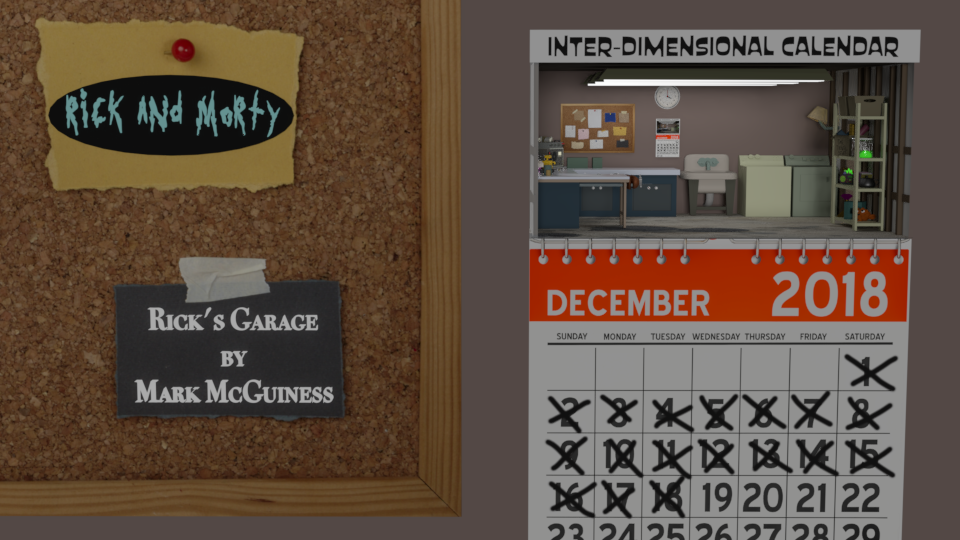 RICK AND MORTY
RICK'S GARAGE
BY
MARK MCGUINESS
INTER-DIMENSIONAL CALENDAR
DECEMBER 2018
SUNDAY MONDAY TUESDAY WEDNESDAY THURSDAY FRIDAY SATURDAY
1
2 3 4 5 6 7 8
9 10 11 12 13 14 15
16 17 18 19 20 21 22
23 24 25 26 27 28 29